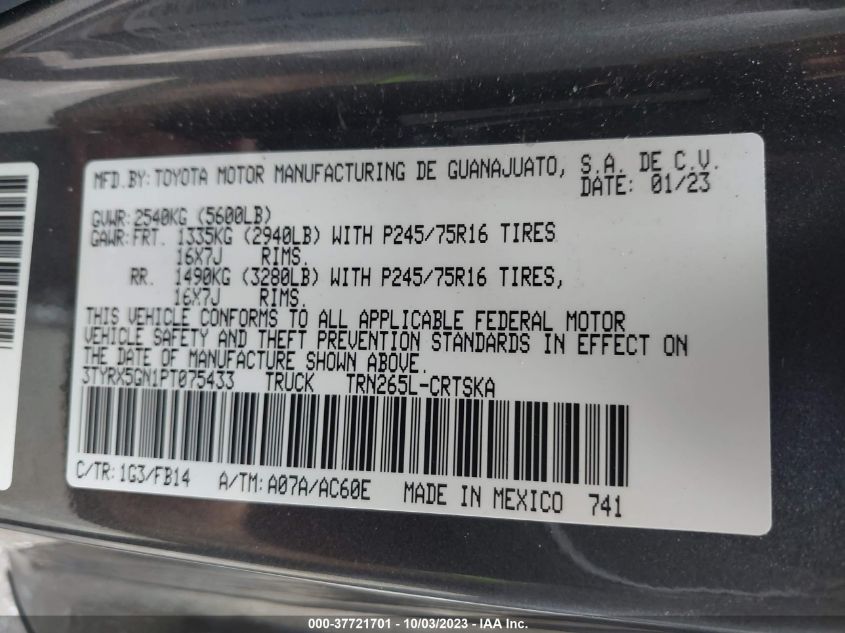 MFD.BY: TOYOTA MOTOR MANUFACTURING DE GUANAJUATO, S.A. DE C.V.
DATE: 01/23
GVWR: 2540KG (5600LB)
GAWR: FRT. 1335KG (2940LB) WITH P245/75R16 TIRES
16X7J RIMS.
RR. 1490KG (3280LB) WITH P245/75R16 TIRES,
16X7J RIMS.
THIS VEHICLE CONFORMS TO ALL APPLICABLE FEDERAL MOTOR
VEHICLE SAFETY AND THEFT PREVENTION STANDARDS IN EFFECT ON
THE DATE OF MANUFACTURE SHOWN ABOVE.
3TYRX5GN1PT075433 TRUCK TRN265L-CRTSKA
C/TR: 1G3/FB14 A/TM: A07A/AC60E MADE IN MEXICO 741
000-37721701 - 10/03/2023 - IAA Inc.